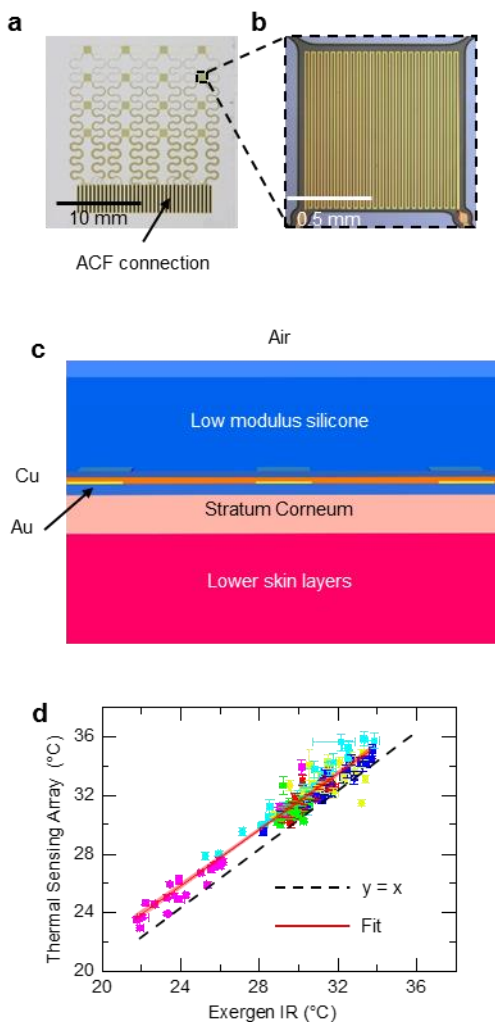 a
b
10 mm
0.5 mm
ACF connection
c
Air
Low modulus silicone
Cu
Au
Stratum Corneum
Lower skin layers
d
36
32
28
24
20
Thermal Sensing Array (°C)
y = x
Fit
20 24 28 32 36
Exergen IR (°C)